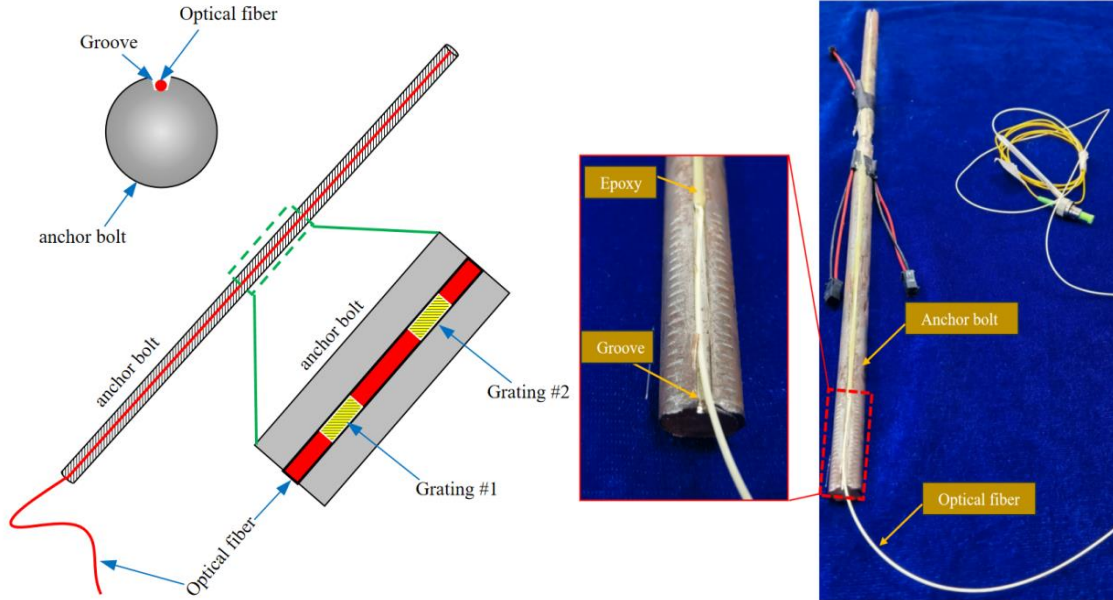 Optical fiber
Groove
anchor bolt
anchor bolt
anchor bolt
Grating #2
Grating #1
Optical fiber
Epoxy
Groove
Anchor bolt
Optical fiber